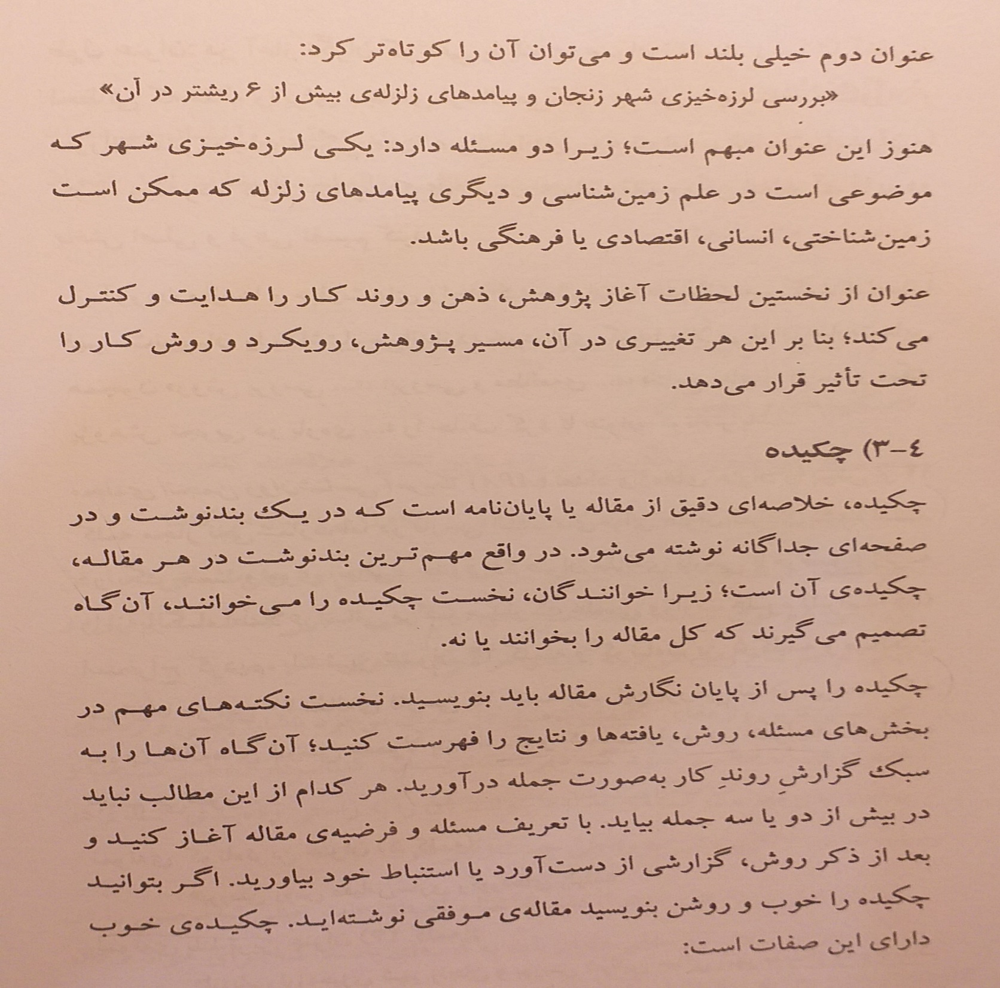 عنوان دوم خیلی بلند است و می‌توان آن را کوتاه‌تر کرد:
«بررسی لرزه‌خیزی شهر زنجان و پیامدهای زلزله‌ی بیش از ۶ ریشتر در آن»
هنوز این عنوان مبهم است؛ زیرا دو مسئله دارد: یکی لرزه‌خیزی شهر که
موضوعی است در علم زمین‌شناسی و دیگری پیامدهای زلزله که ممکن است
زمین‌شناختی، انسانی، اقتصادی یا فرهنگی باشد.
عنوان از نخستین لحظات آغاز پژوهش، ذهن و روند کار را هدایت و کنترل
می‌کند؛ بنا بر این هر تغییری در آن، مسیر پژوهش، رویکرد و روش کار را
تحت تأثیر قرار می‌دهد.
٤-٣) چکیده
چکیده، خلاصه‌ای دقیق از مقاله یا پایان‌نامه است که در یک بندنوشت و در
صفحه‌ای جداگانه نوشته می‌شود. در واقع مهم‌ترین بندنوشت در هر مقاله،
چکیده‌ی آن است؛ زیرا خوانندگان، نخست چکیده را می‌خوانند، آن‌گاه
تصمیم می‌گیرند که کل مقاله را بخوانند یا نه.
چکیده را پس از پایان نگارش مقاله باید بنویسید. نخست نکته‌های مهم در
بخش‌های مسئله، روش، یافته‌ها و نتایج را فهرست کنید؛ آن‌گاه آن‌ها را به
سبک گزارشِ روندِ کار به‌صورت جمله درآورید. هر کدام از این مطالب نباید
در بیش از دو یا سه جمله بیاید. با تعریف مسئله و فرضیه‌ی مقاله آغاز کنید و
بعد از ذکر روش، گزارشی از دست‌آورد یا استنباط خود بیاورید. اگر بتوانید
چکیده را خوب و روشن بنویسید مقاله‌ی موفقی نوشته‌اید. چکیده‌ی خوب
دارای این صفات است: